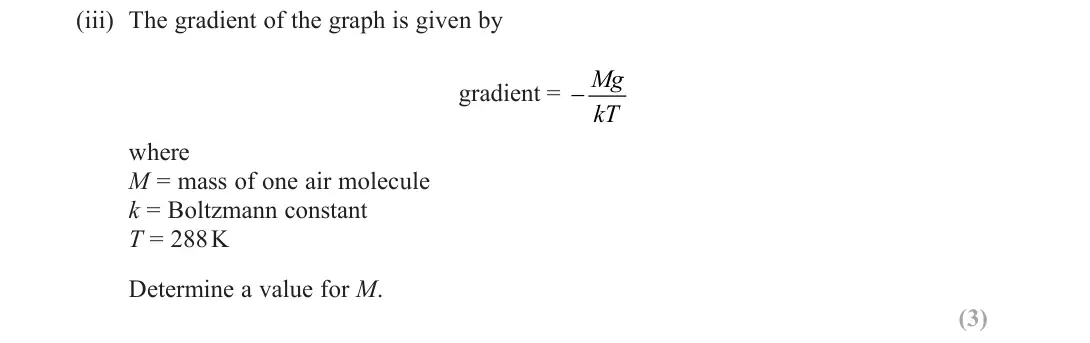 (iii) The gradient of the graph is given by
gradient = −Mg/kT
where
M = mass of one air molecule
k = Boltzmann constant
T = 288 K
Determine a value for M.
(3)